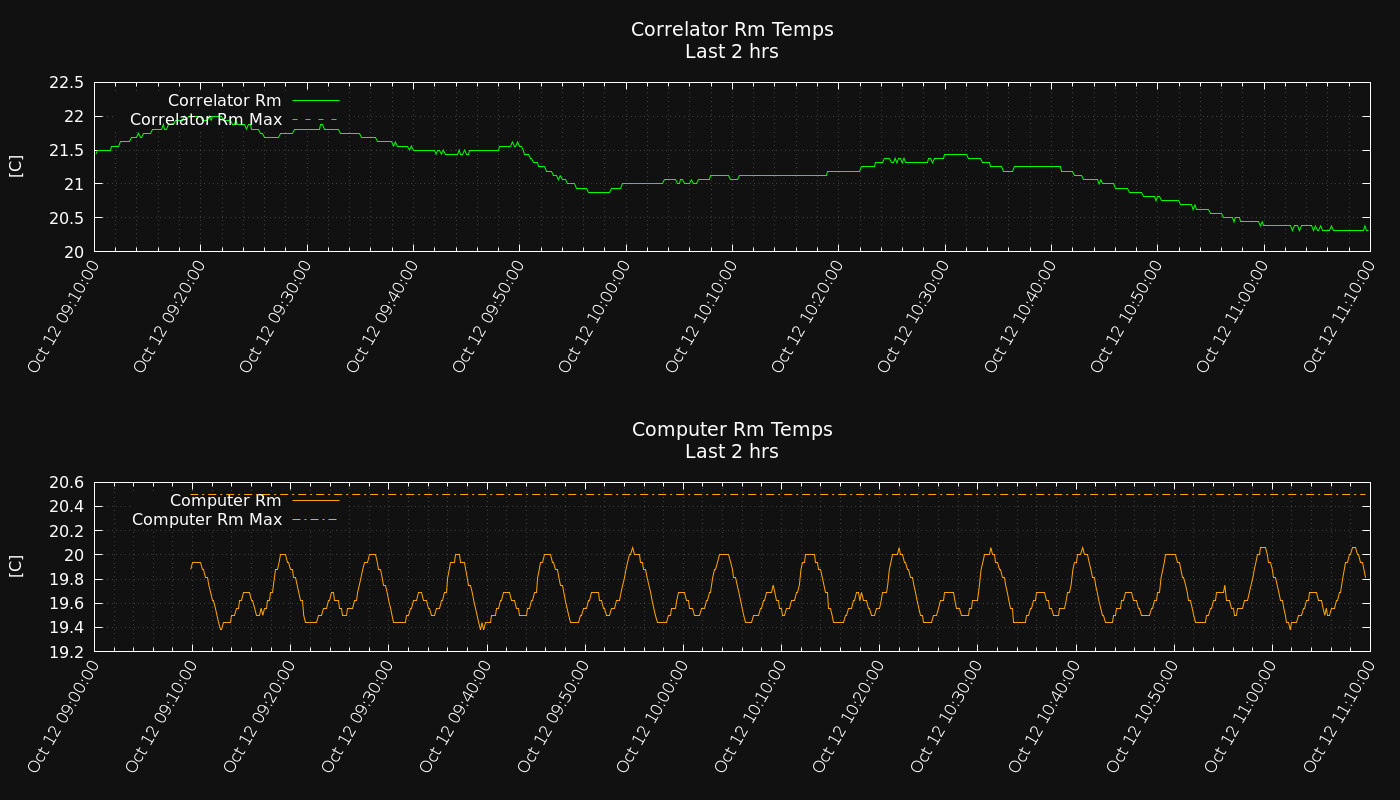 Correlator Rm Temps
Last 2 hrs
22.5
22
21.5
21
20.5
20
[C]
Correlator Rm
Correlator Rm Max
Oct 12 09:10:00
Oct 12 09:20:00
Oct 12 09:30:00
Oct 12 09:40:00
Oct 12 09:50:00
Oct 12 10:00:00
Oct 12 10:10:00
Oct 12 10:20:00
Oct 12 10:30:00
Oct 12 10:40:00
Oct 12 10:50:00
Oct 12 11:00:00
Oct 12 11:10:00
Computer Rm Temps
Last 2 hrs
20.6
20.4
20.2
20
19.8
19.6
19.4
19.2
[C]
Computer Rm
Computer Rm Max
Oct 12 09:00:00
Oct 12 09:10:00
Oct 12 09:20:00
Oct 12 09:30:00
Oct 12 09:40:00
Oct 12 09:50:00
Oct 12 10:00:00
Oct 12 10:10:00
Oct 12 10:20:00
Oct 12 10:30:00
Oct 12 10:40:00
Oct 12 10:50:00
Oct 12 11:00:00
Oct 12 11:10:00